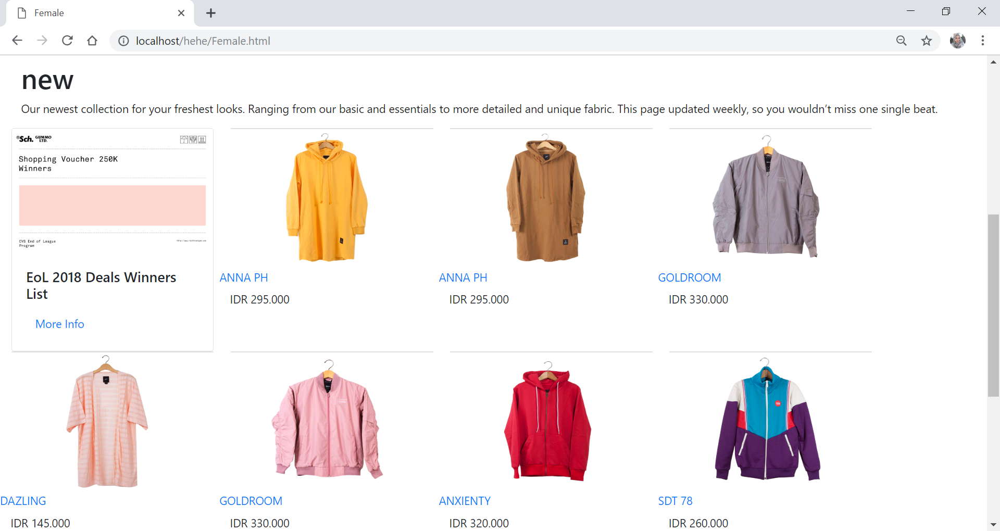 Female
localhost/hehe/Female.html
new
Our newest collection for your freshest looks. Ranging from our basic and essentials to more detailed and unique fabric. This page updated weekly, so you wouldn’t miss one single beat.
®Sch. GUMMO
LTD.
Shopping Voucher 250K
Winners
CVS End of League
Program
EoL 2018 Deals Winners
List
More Info
ANNA PH
IDR 295.000
ANNA PH
IDR 295.000
GOLDROOM
IDR 330.000
DAZLING
IDR 145.000
GOLDROOM
IDR 330.000
ANXIENTY
IDR 320.000
SDT 78
IDR 260.000